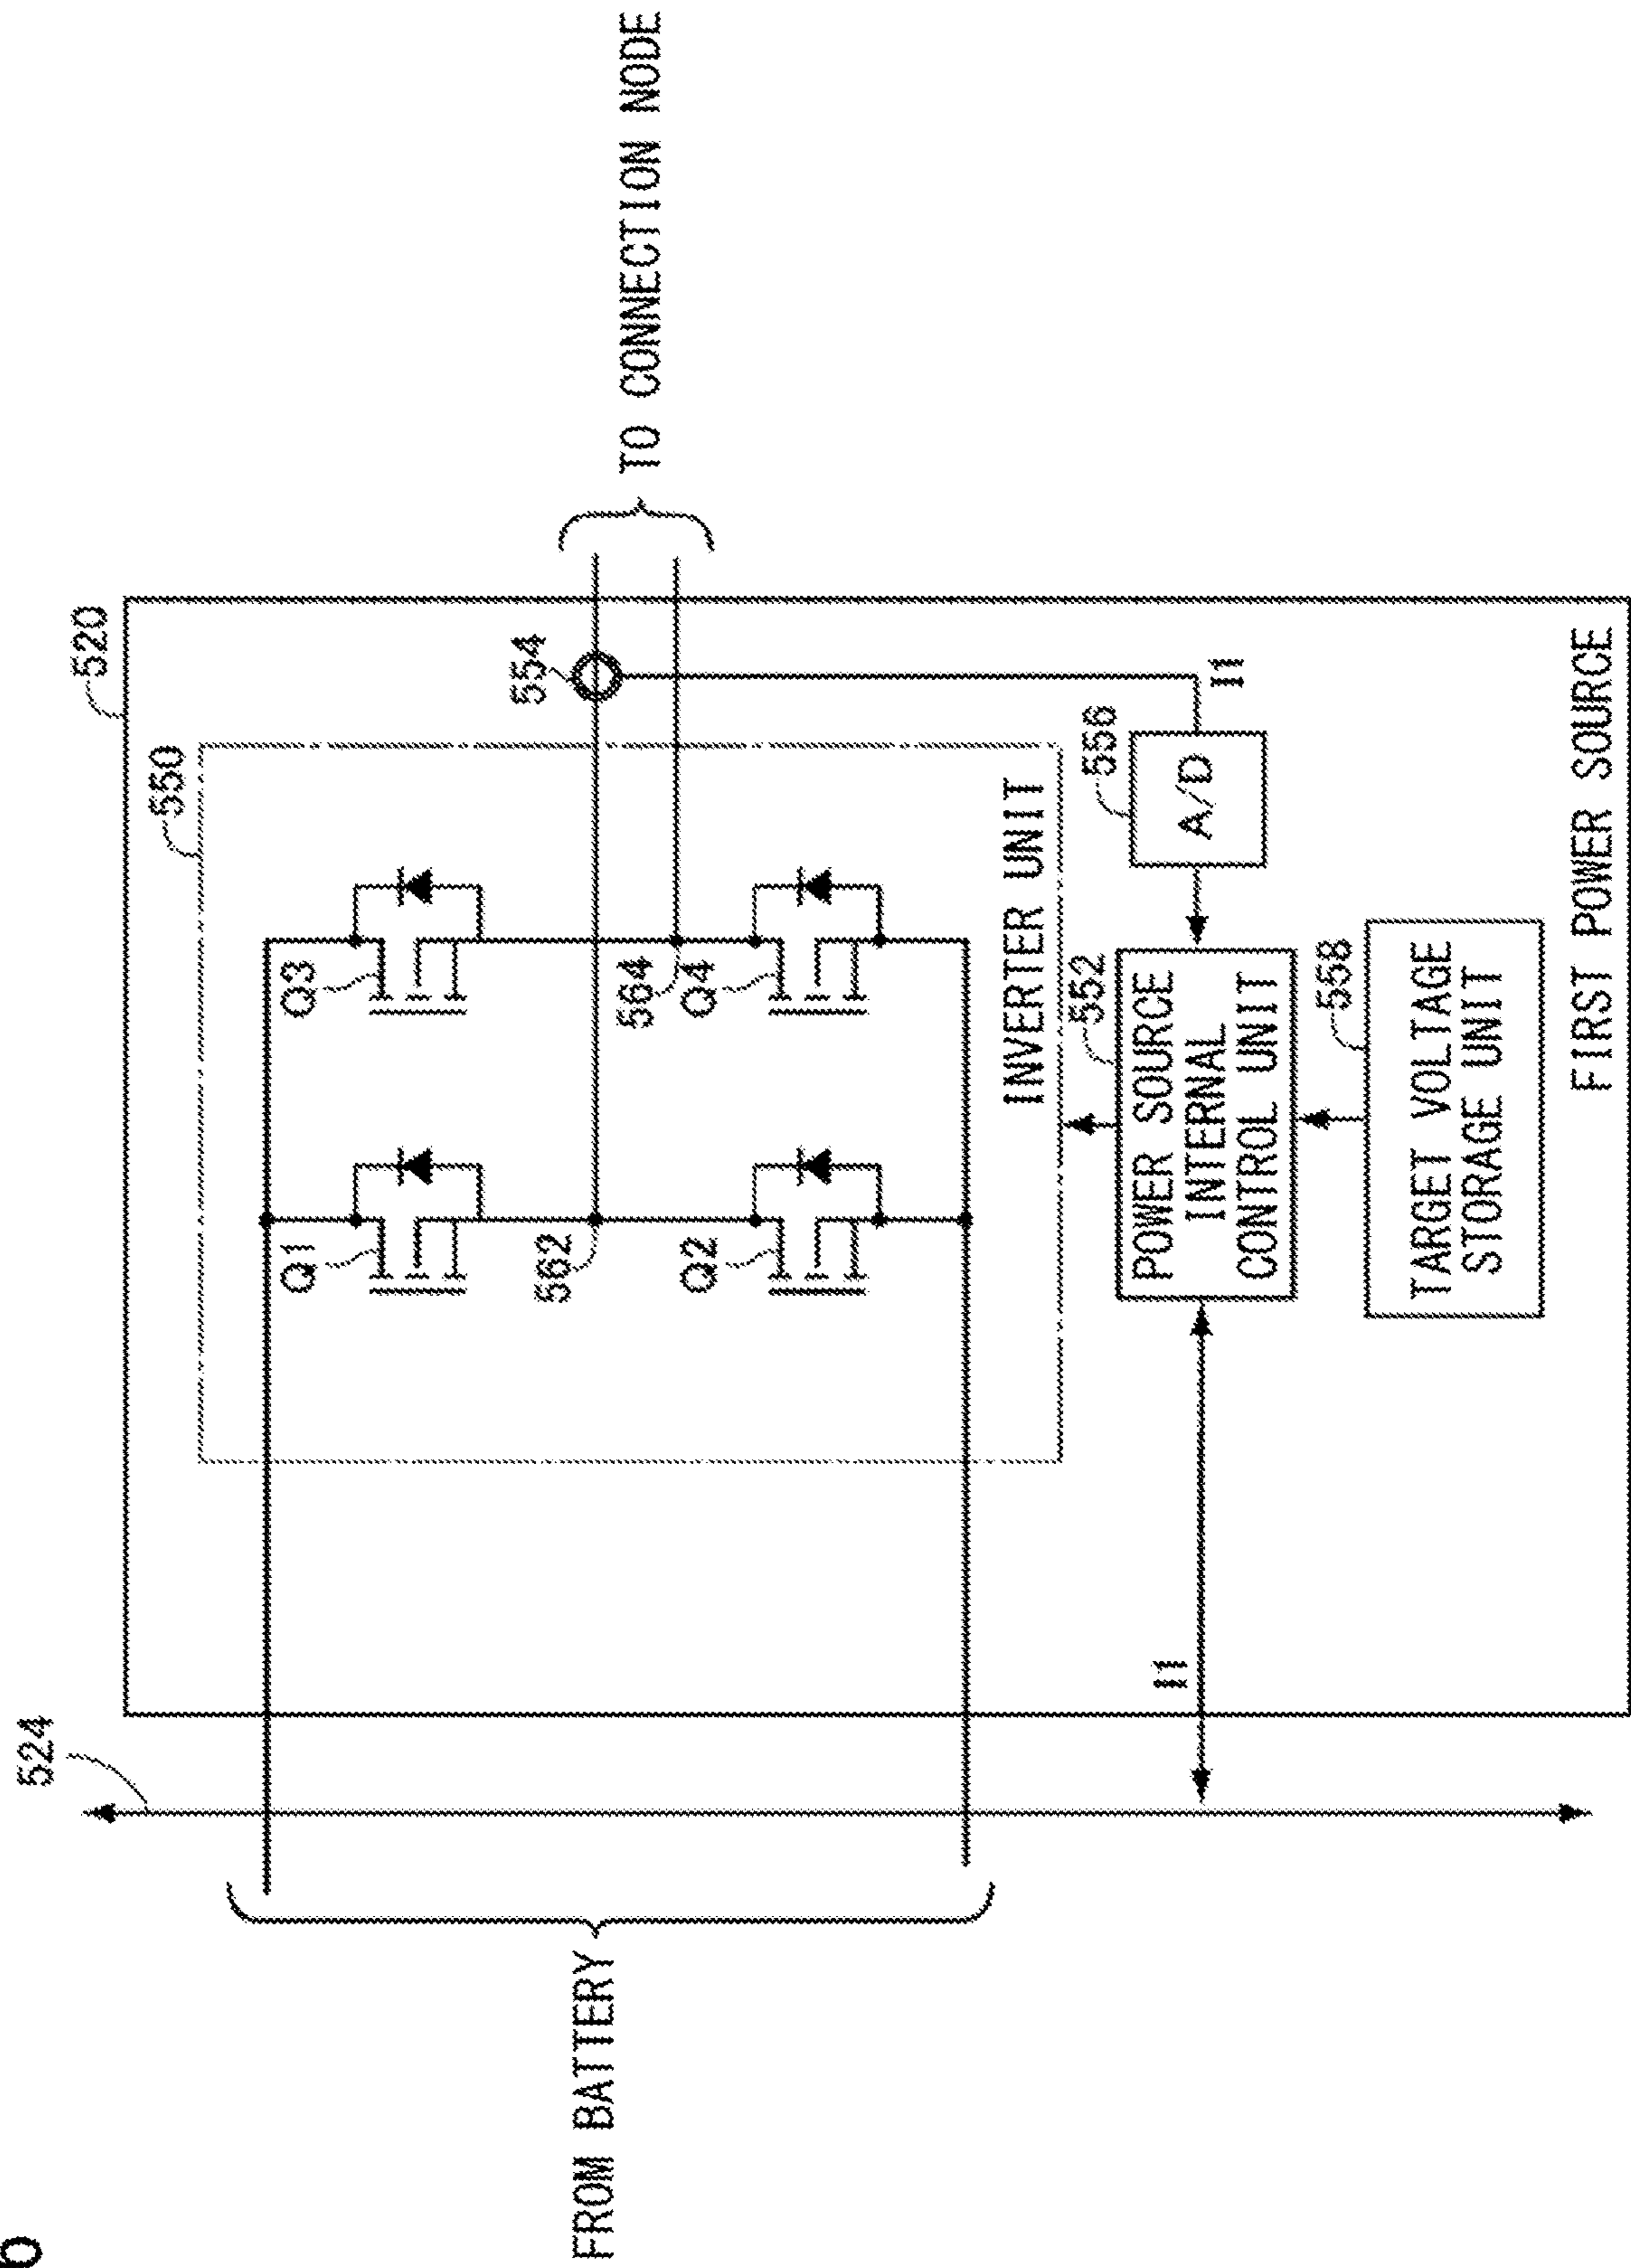 6
524
520
550
Q1
Q3
554
562
564
Q2
Q4
FROM BATTERY
TO CONNECTION NODE
INVERTER UNIT
i1
i1
552
556
POWER SOURCE
INTERNAL
CONTROL UNIT
A/D
558
TARGET VOLTAGE
STORAGE UNIT
FIRST POWER SOURCE